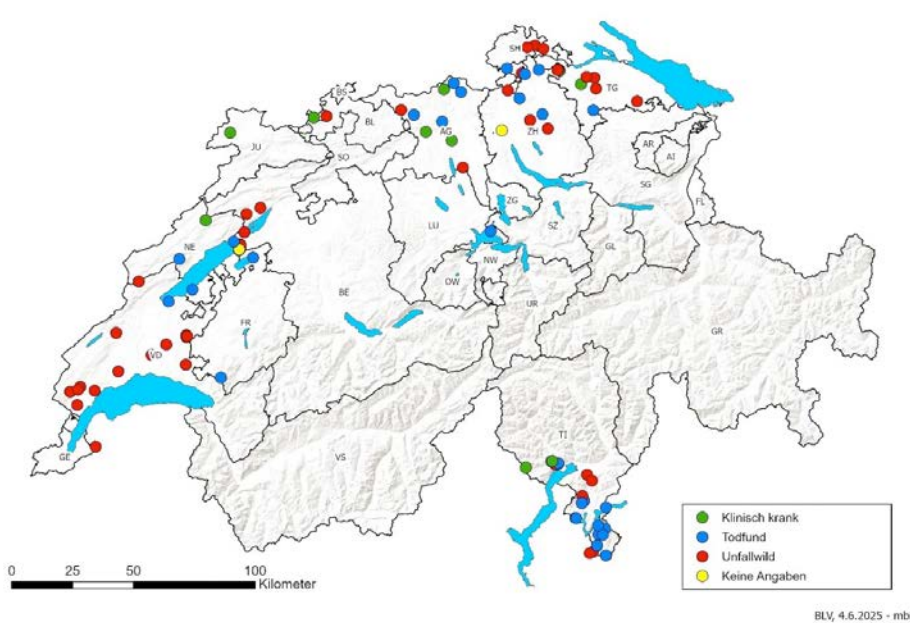 SH
BS
TG
BL
AG
JU
ZH
AR
SO
AI
ZG
SG
FL
LU
SZ
NE
GL
NW
OW
BE
UR
FR
GR
VD
TI
GE
VS
Klinisch krank
Todfund
Unfallwild
Keine Angaben
0 25 50 100
Kilometer
BLV, 4.6.2025 - mb